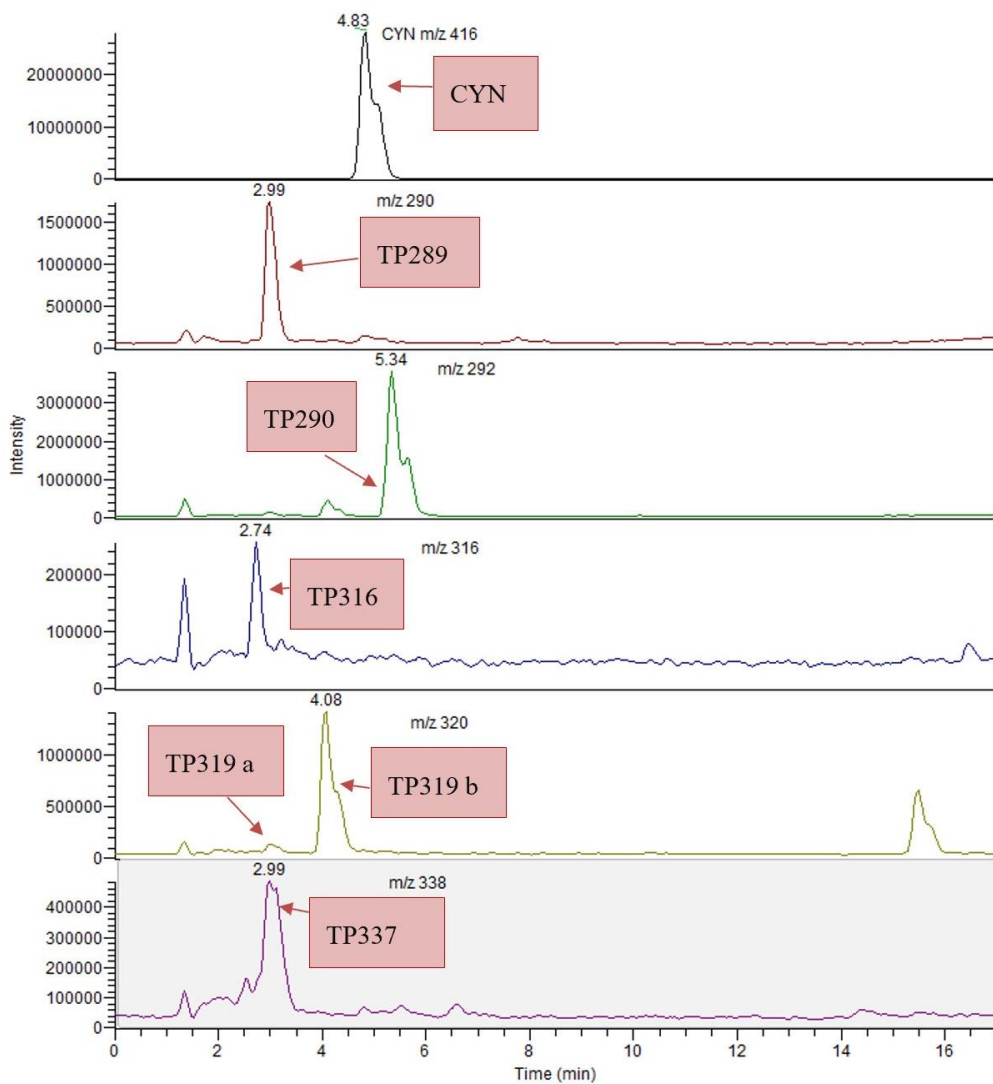 4.83
CYN m/z 416
CYN
20000000
10000000
0
2.99
m/z 290
TP289
1500000
1000000
500000
0
5.34
m/z 292
TP290
3000000
2000000
1000000
0
Intensity
2.74
m/z 316
TP316
200000
100000
0
4.08
m/z 320
TP319 a
TP319 b
1000000
500000
0
2.99
m/z 338
TP337
400000
300000
200000
100000
0
0 2 4 6 8 10 12 14 16
Time (min)